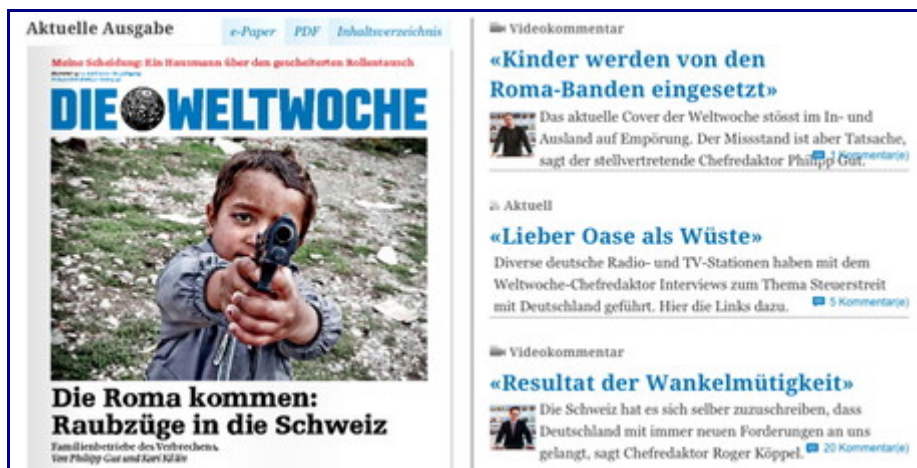 Aktuelle Ausgabe
e-Paper PDF Inhaltsverzeichnis
Meine Scheidung: Ein Hausmann über den gescheiterten Rollentausch
DIE WELTWOCHE
Die Roma kommen:
Raubzüge in die Schweiz
Familienbetriebe des Verbrechens.
Von Philipp Gut und Kari Kälin
Videokommentar
«Kinder werden von den
Roma-Banden eingesetzt»
Das aktuelle Cover der Weltwoche stösst im In- und
Ausland auf Empörung. Der Missstand ist aber Tatsache,
sagt der stellvertretende Chefredaktor Philipp Gut.
1 Kommentar(e)
Aktuell
«Lieber Oase als Wüste»
Diverse deutsche Radio- und TV-Stationen haben mit dem
Weltwoche-Chefredaktor Interviews zum Thema Steuerstreit
mit Deutschland geführt. Hier die Links dazu.
5 Kommentar(e)
Videokommentar
«Resultat der Wankelmütigkeit»
Die Schweiz hat es sich selber zuzuschreiben, dass
Deutschland mit immer neuen Forderungen an uns
gelangt, sagt Chefredaktor Roger Köppel.
20 Kommentar(e)